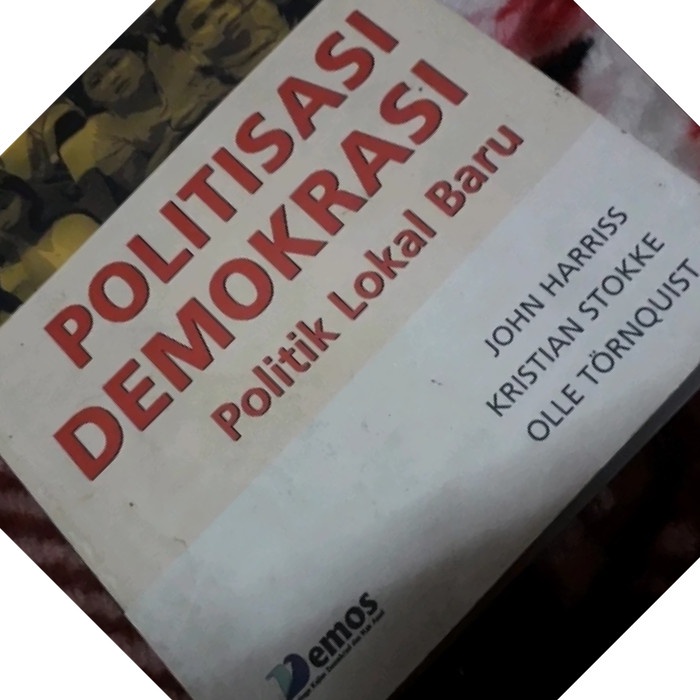 POLITISASI
DEMOKRASI
Politik Lokal Baru
JOHN HARRISS
KRISTIAN STOKKE
OLLE TÖRNQUIST
Demos